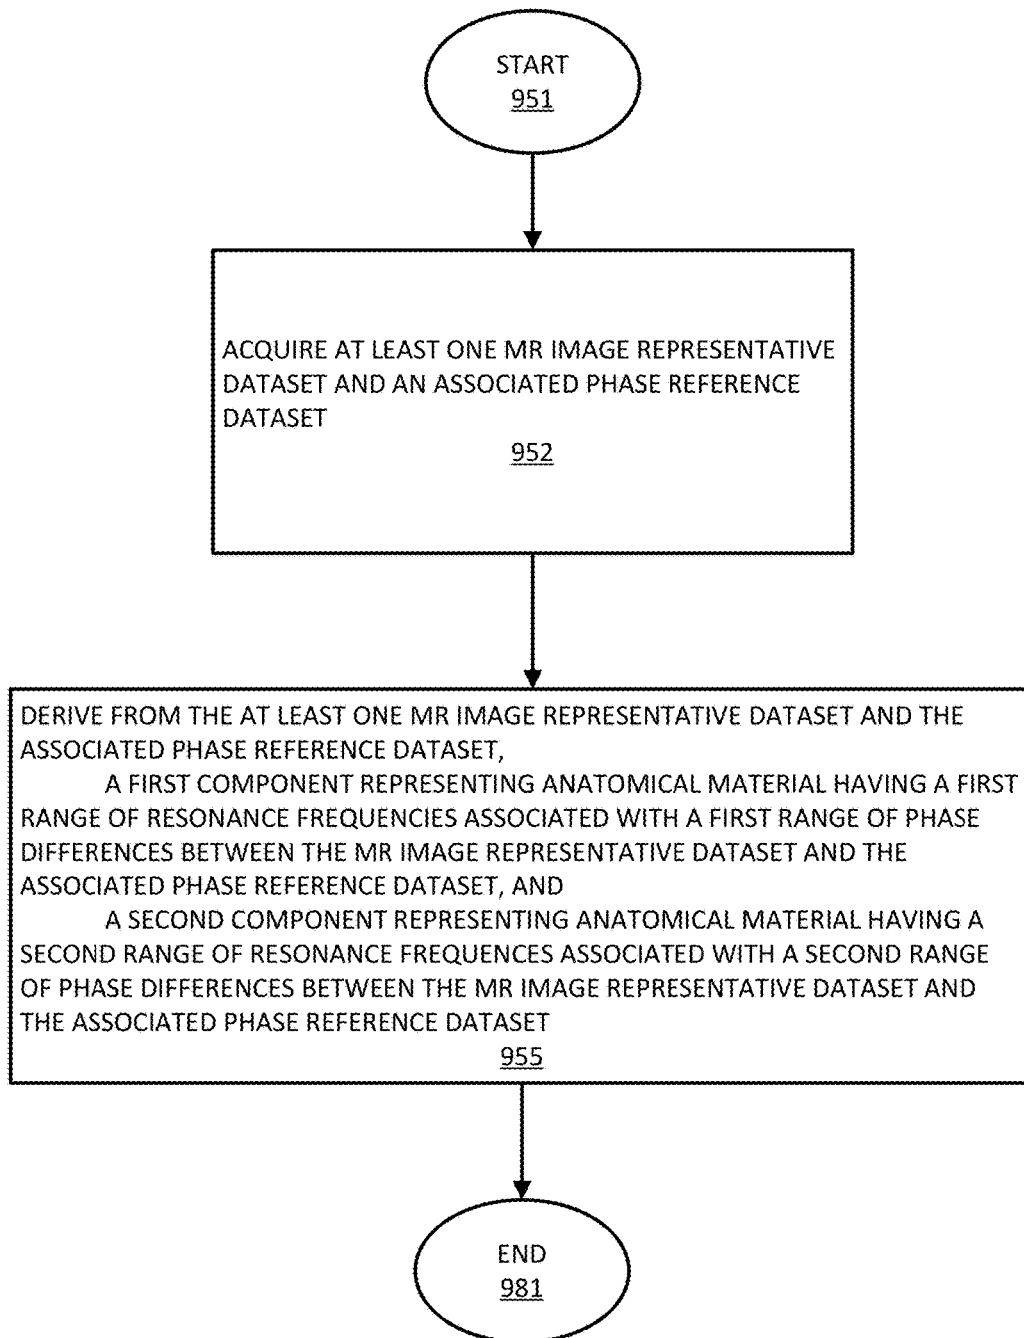 START
951
ACQUIRE AT LEAST ONE MR IMAGE REPRESENTATIVE
DATASET AND AN ASSOCIATED PHASE REFERENCE
DATASET
952
DERIVE FROM THE AT LEAST ONE MR IMAGE REPRESENTATIVE DATASET AND THE
ASSOCIATED PHASE REFERENCE DATASET,
A FIRST COMPONENT REPRESENTING ANATOMICAL MATERIAL HAVING A FIRST
RANGE OF RESONANCE FREQUENCIES ASSOCIATED WITH A FIRST RANGE OF PHASE
DIFFERENCES BETWEEN THE MR IMAGE REPRESENTATIVE DATASET AND THE
ASSOCIATED PHASE REFERENCE DATASET, AND
A SECOND COMPONENT REPRESENTING ANATOMICAL MATERIAL HAVING A
SECOND RANGE OF RESONANCE FREQUENCES ASSOCIATED WITH A SECOND RANGE
OF PHASE DIFFERENCES BETWEEN THE MR IMAGE REPRESENTATIVE DATASET AND
THE ASSOCIATED PHASE REFERENCE DATASET
955
END
981